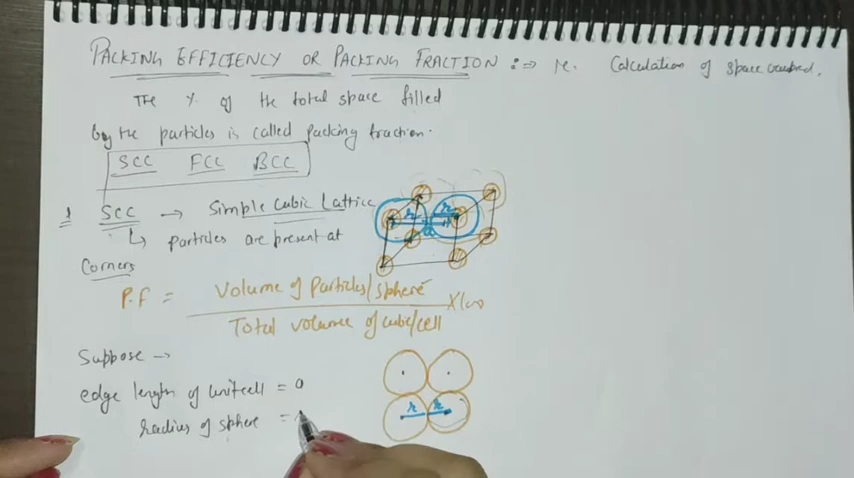 PACKING EFFICIENCY OR PACKING FRACTION :⇒ Calculation of space
The % of the total space filled
by the particles is called packing fraction.
SCC FCC BCC
1 SCC → Simple Cubic Lattice
↳ particles are present at
Corners
r r
a
P.F = Volume of Particles/sphere / Total volume of cube/cell × 100
Suppose →
edge length of unit cell = a
radius of sphere =
r r